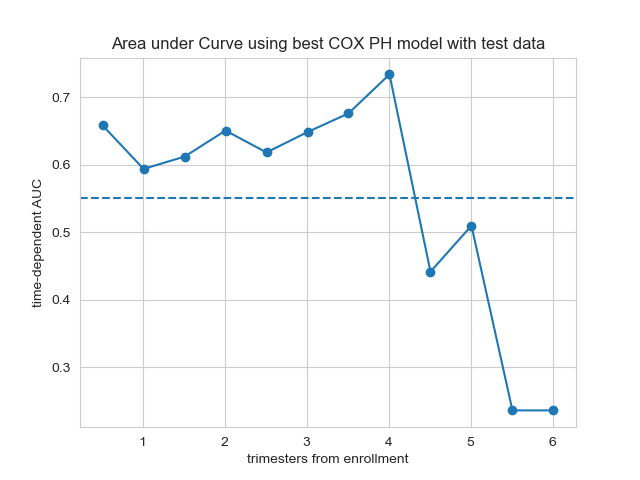 Area under Curve using best COX PH model with test data
time-dependent AUC
0.7
0.6
0.5
0.4
0.3
1 2 3 4 5 6
trimesters from enrollment